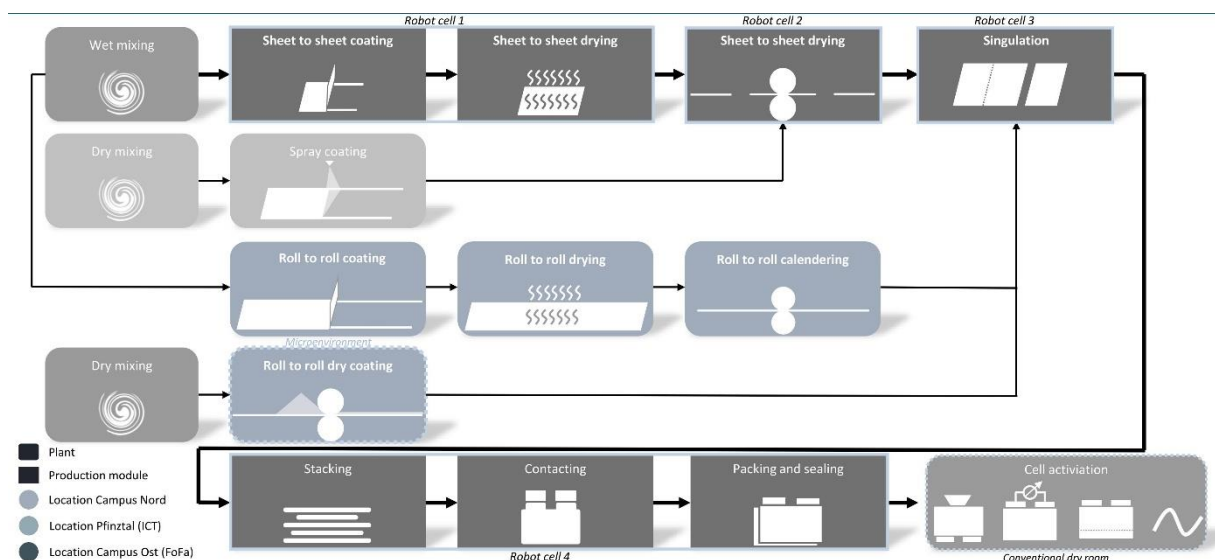 Robot cell 1
Robot cell 2
Robot cell 3
Wet mixing
Sheet to sheet coating
Sheet to sheet drying
Sheet to sheet drying
Singulation
Dry mixing
Spray coating
Roll to roll coating
Roll to roll drying
Roll to roll calendering
Microenvironment
Dry mixing
Roll to roll dry coating
Plant
Production module
Location Campus Nord
Location Pfinztal (ICT)
Location Campus Ost (FoFa)
Stacking
Contacting
Packing and sealing
Cell activiation
Robot cell 4
Conventional dry room